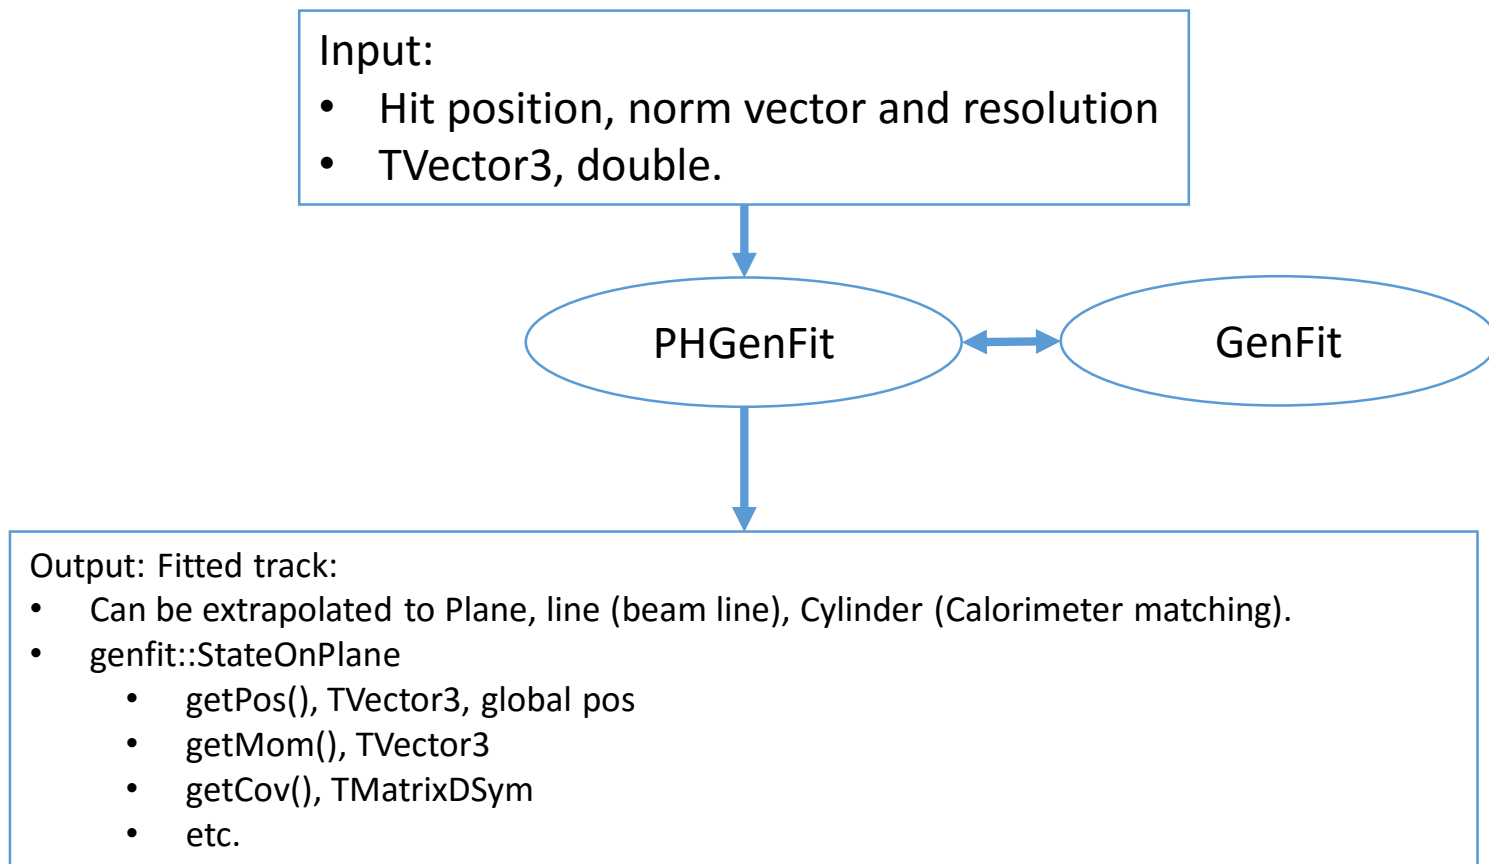 Input:
• Hit position, norm vector and resolution
• TVector3, double.
PHGenFit
GenFit
Output: Fitted track:
• Can be extrapolated to Plane, line (beam line), Cylinder (Calorimeter matching).
• genfit::StateOnPlane
• getPos(), TVector3, global pos
• getMom(), TVector3
• getCov(), TMatrixDSym
• etc.